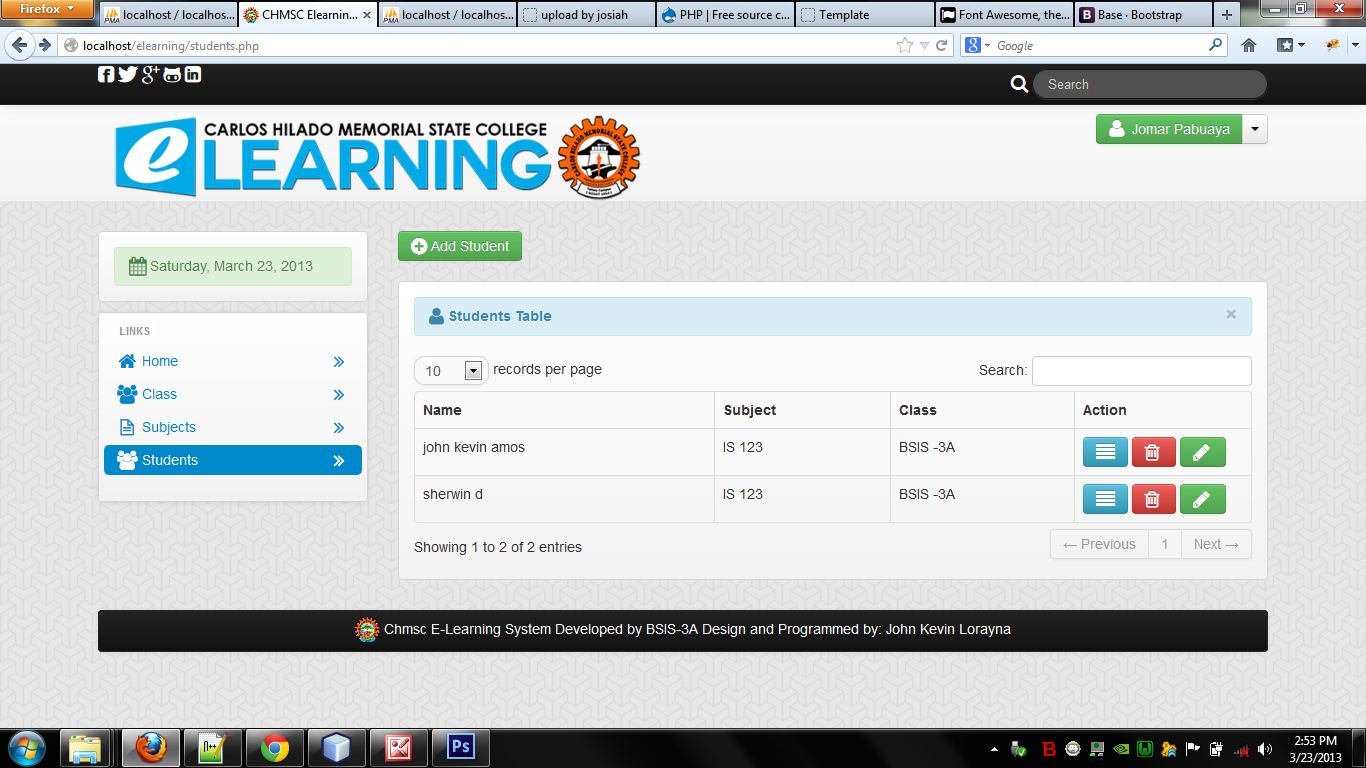 Firefox
localhost / localhos...
CHMSC Elearnin...
localhost / localhos...
upload by josiah
PHP | Free source c...
Template
Font Awesome, the...
Base · Bootstrap
localhost/elearning/students.php
Google
Search
CARLOS HILADO MEMORIAL STATE COLLEGE
eLEARNING
Jomar Pabuaya
Saturday, March 23, 2013
Add Student
LINKS
Home
Class
Subjects
Students
Students Table ×
10 records per page
Search:
Name Subject Class Action
john kevin amos IS 123 BSIS -3A
sherwin d IS 123 BSIS -3A
Showing 1 to 2 of 2 entries
← Previous 1 Next →
Chmsc E-Learning System Developed by BSIS-3A Design and Programmed by: John Kevin Lorayna
2:53 PM
3/23/2013